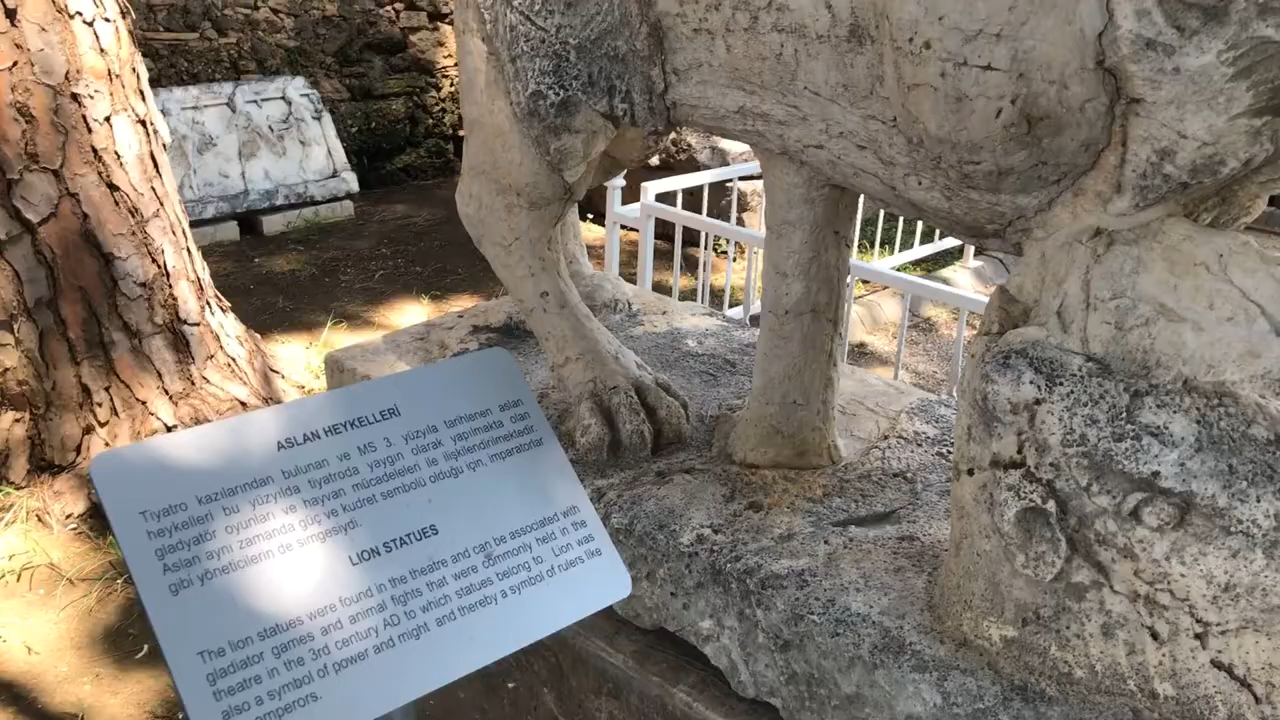 ASLAN HEYKELLERİ
Tiyatro kazılarından bulunan ve MS 3. yüzyıla tarihlenen aslan
heykelleri bu yüzyılda tiyatroda yaygın olarak yapılmakta olan
gladyatör oyunları ve hayvan mücadeleleri ile ilişkilendirilmektedir.
Aslan aynı zamanda güç ve kudret sembolü olduğu için, imparatorlar
gibi yöneticilerin de simgesiydi.
LION STATUES
The lion statues were found in the theatre and can be associated with
gladiator games and animal fights that were commonly held in the
theatre in the 3rd century AD to which statues belong to. Lion was
also a symbol of power and might and thereby a symbol of rulers like
emperors.